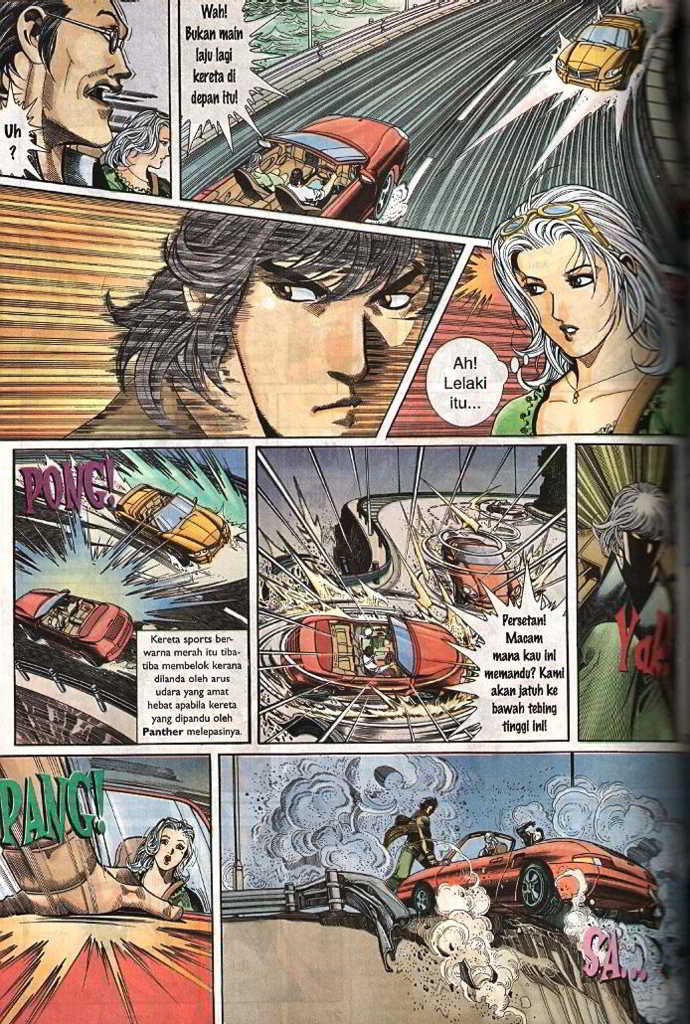 Uh
?
Wah!
Bukan main
laju lagi
kereta di
depan itu!
Ah!
Lelaki
itu...
PONG!
Kereta sports ber-
warna merah itu tiba-
tiba membelok kerana
dilanda oleh arus
udara yang amat
hebat apabila kereta
yang dipandu oleh
Panther melepasinya.
Persetan!
Macam
mana kau ini
memandu? Kami
akan jatuh ke
bawah tebing
tinggi ini!
PANG!
SA...